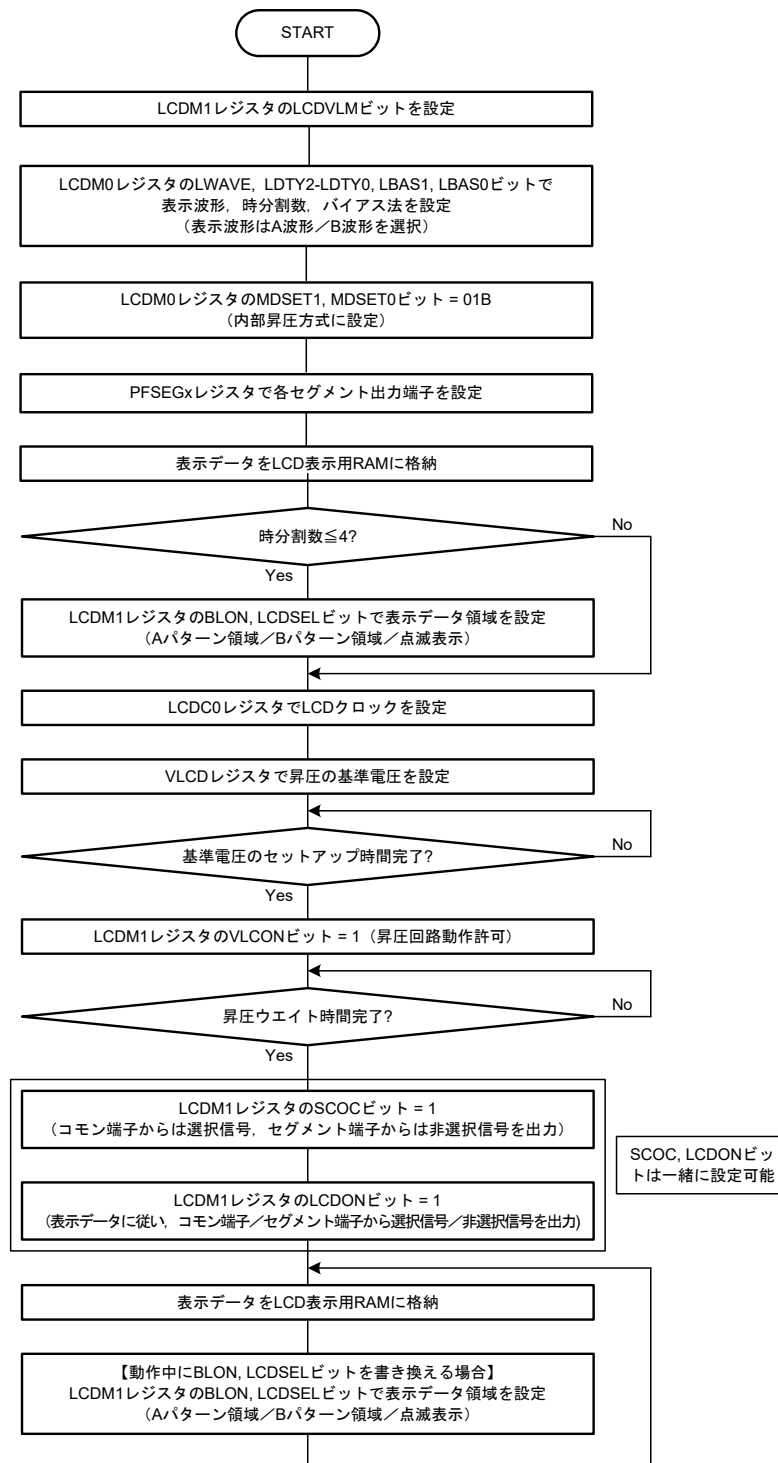 START
LCDM1レジスタのLCDVLMビットを設定
LCDM0レジスタのLWAVE, LDTY2-LDTY0, LBAS1, LBAS0ビットで
表示波形, 時分割数, バイアス法を設定
（表示波形はA波形／B波形を選択）
LCDM0レジスタのMDSET1, MDSET0ビット = 01B
（内部昇圧方式に設定）
PFSEGxレジスタで各セグメント出力端子を設定
表示データをLCD表示用RAMに格納
時分割数≦4?
No
Yes
LCDM1レジスタのBLON, LCDSELビットで表示データ領域を設定
（Aパターン領域／Bパターン領域／点滅表示）
LCDC0レジスタでLCDクロックを設定
VLCDレジスタで昇圧の基準電圧を設定
基準電圧のセットアップ時間完了?
No
Yes
LCDM1レジスタのVLCONビット = 1（昇圧回路動作許可）
昇圧ウエイト時間完了?
No
Yes
LCDM1レジスタのSCOCビット = 1
（コモン端子からは選択信号, セグメント端子からは非選択信号を出力）
SCOC, LCDONビッ
トは一緒に設定可能
LCDM1レジスタのLCDONビット = 1
(表示データに従い, コモン端子／セグメント端子から選択信号／非選択信号を出力)
表示データをLCD表示用RAMに格納
【動作中にBLON, LCDSELビットを書き換える場合】
LCDM1レジスタのBLON, LCDSELビットで表示データ領域を設定
（Aパターン領域／Bパターン領域／点滅表示）